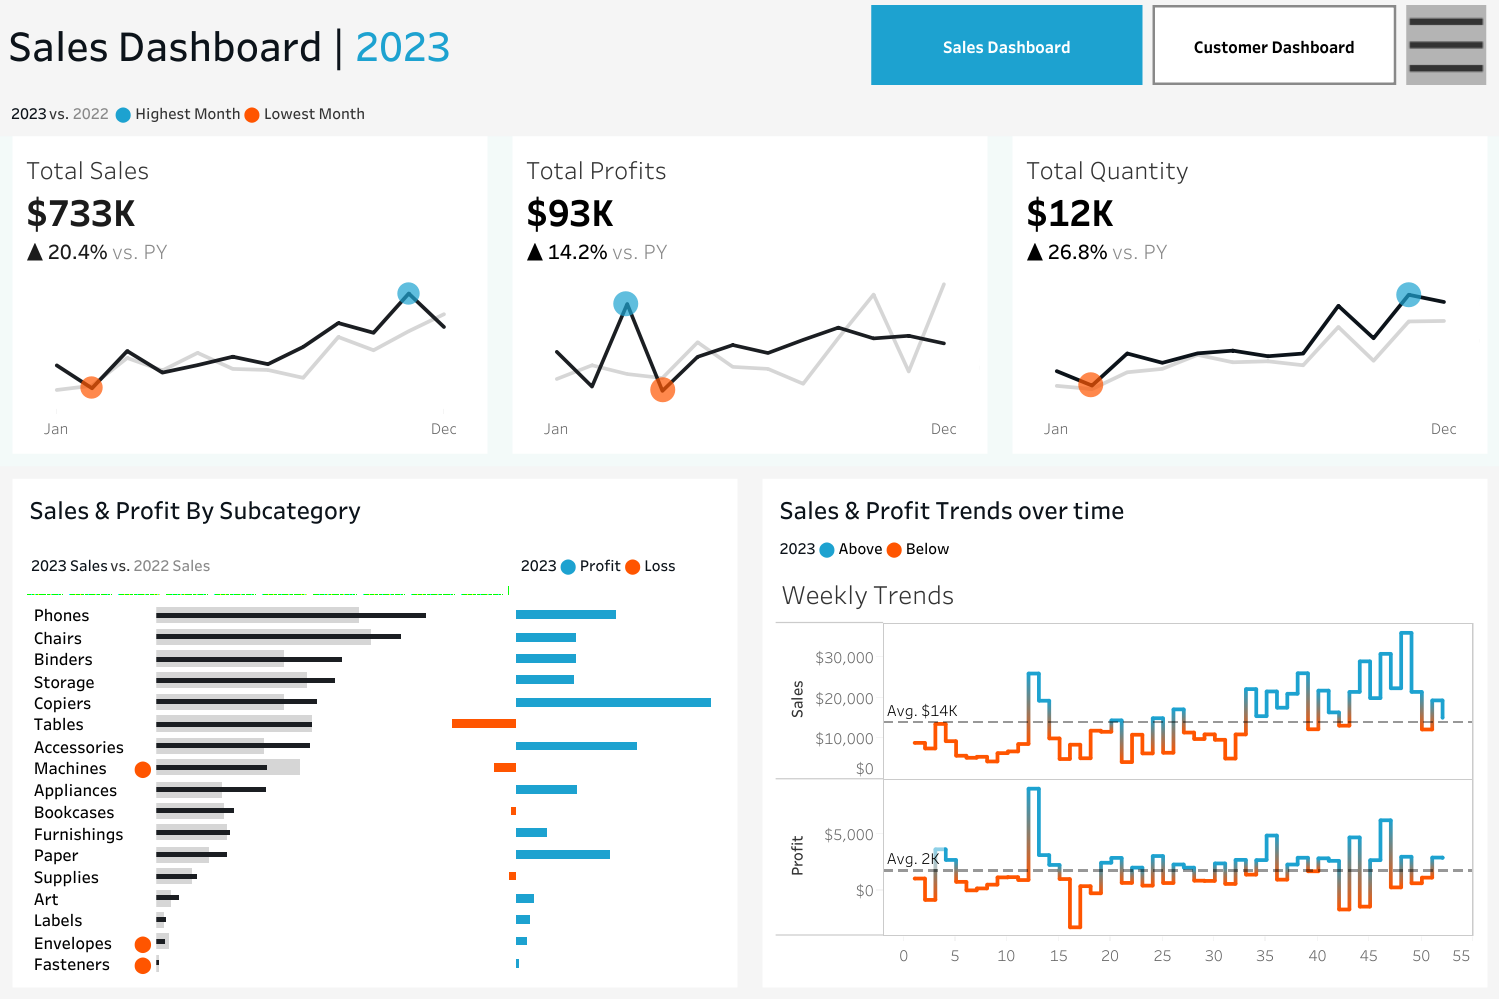 Sales Dashboard | 2023
Sales Dashboard
Customer Dashboard
2023 vs. 2022 Highest Month Lowest Month
Total Sales
$733K
▲ 20.4% vs. PY
Jan Dec
Total Profits
$93K
▲ 14.2% vs. PY
Jan Dec
Total Quantity
$12K
▲ 26.8% vs. PY
Jan Dec
Sales & Profit By Subcategory
2023 Sales vs. 2022 Sales
2023 Profit Loss
Phones
Chairs
Binders
Storage
Copiers
Tables
Accessories
Machines
Appliances
Bookcases
Furnishings
Paper
Supplies
Art
Labels
Envelopes
Fasteners
Sales & Profit Trends over time
2023 Above Below
Weekly Trends
Sales
$30,000
$20,000
Avg. $14K
$10,000
$0
Profit
$5,000
Avg. 2K
$0
0 5 10 15 20 25 30 35 40 45 50 55